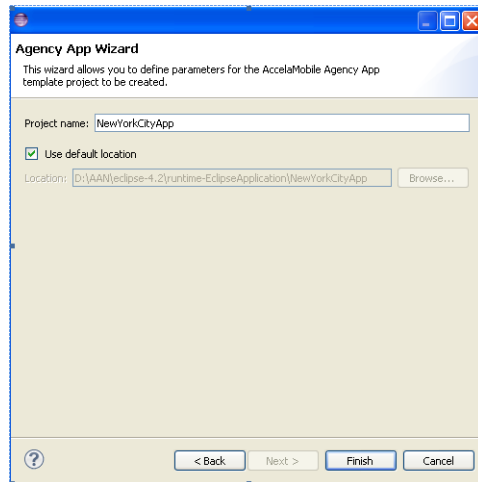 Agency App Wizard
This wizard allows you to define parameters for the AccelaMobile Agency App
template project to be created.
Project name: NewYorkCityApp
Use default location
Location: D:\AAN\eclipse-4.2\runtime-EclipseApplication\NewYorkCityApp Browse...
? < Back Next > Finish Cancel